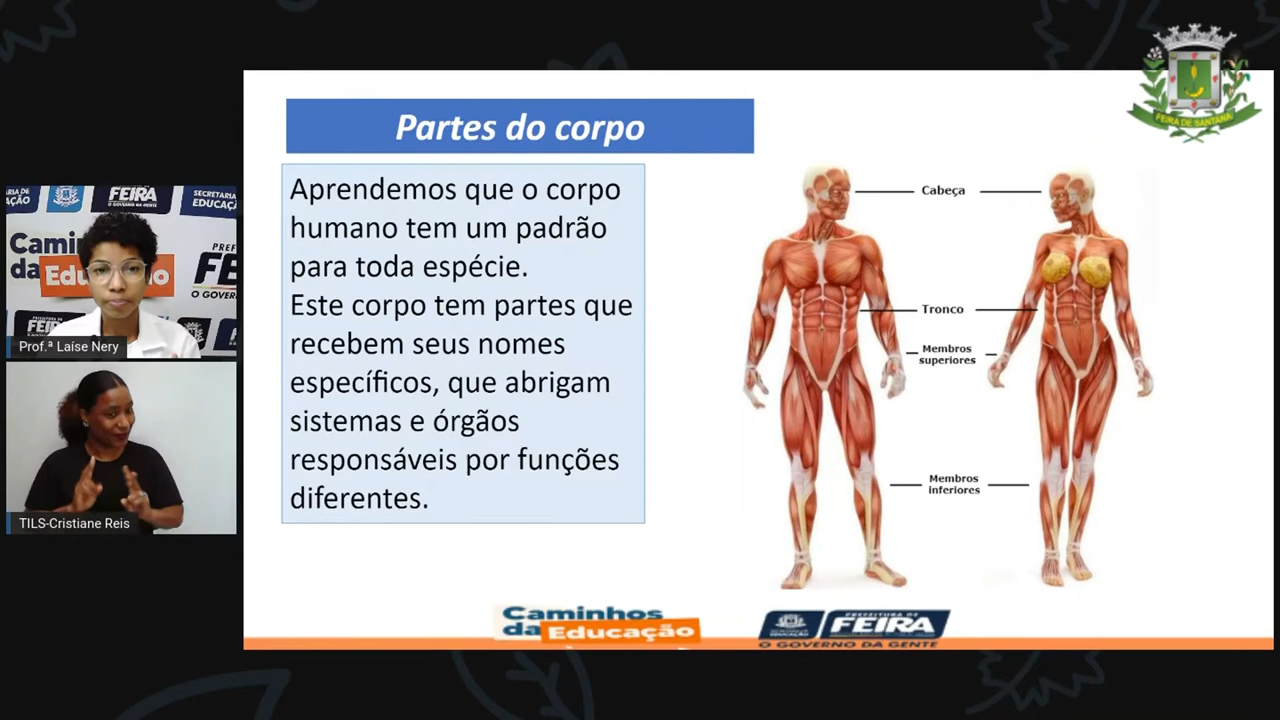 FEIRA DE SANTANA
Partes do corpo
Aprendemos que o corpo
humano tem um padrão
para toda espécie.
Este corpo tem partes que
recebem seus nomes
específicos, que abrigam
sistemas e órgãos
responsáveis por funções
diferentes.
Cabeça
Tronco
Membros
superiores
Membros
inferiores
FEIRA
O GOVERNO DA GENTE
SECRETARIA
EDUCAÇÃO
Prof.ª Laíse Nery
TILS-Cristiane Reis
Caminhos
da Educação
PREFEITURA DE
FEIRA
O GOVERNO DA GENTE